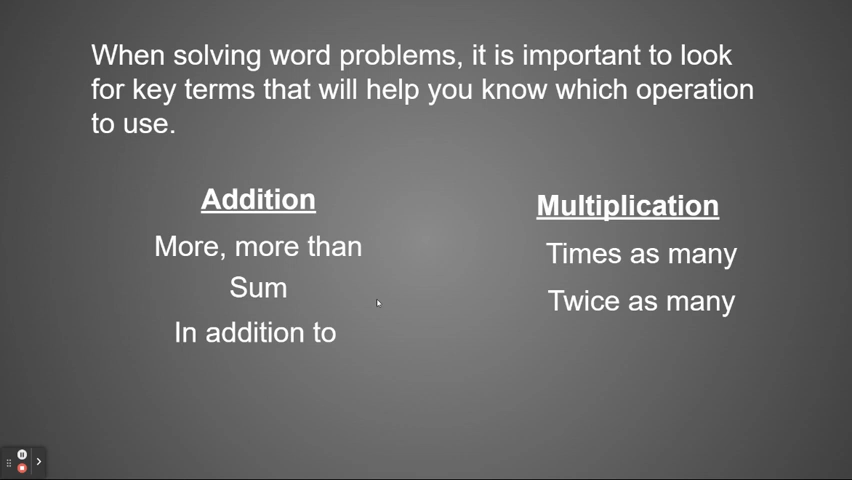 When solving word problems, it is important to look
for key terms that will help you know which operation
to use.
Addition
More, more than
Sum
In addition to
Multiplication
Times as many
Twice as many